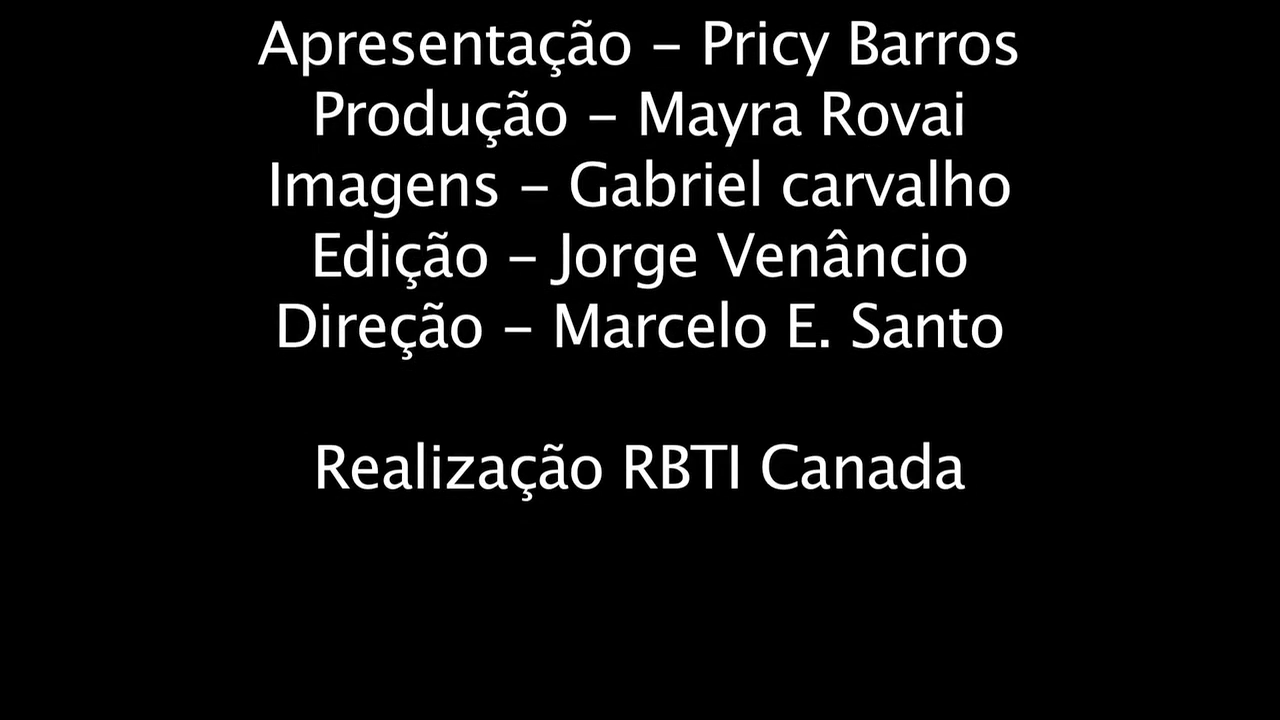 Apresentação - Pricy Barros
Produção - Mayra Rovai
Imagens - Gabriel carvalho
Edição - Jorge Venâncio
Direção - Marcelo E. Santo
Realização RBTI Canada